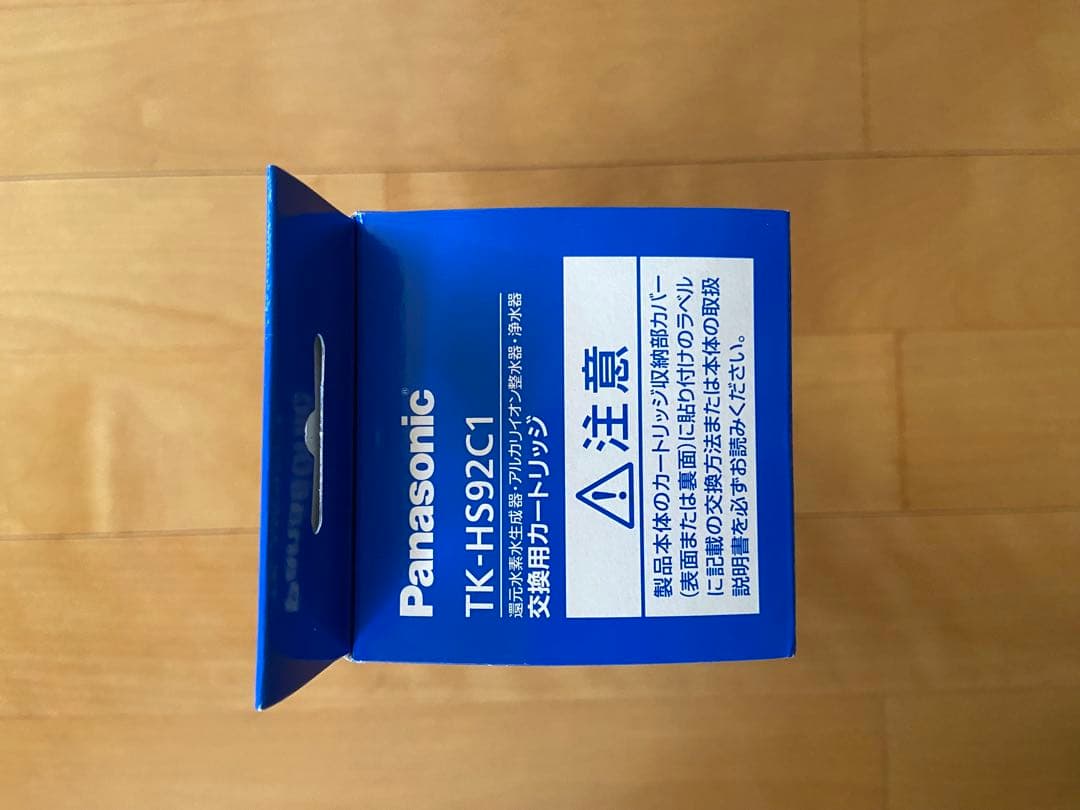 Panasonic®
TK-HS92C1
還元水素水生成器・アルカリイオン整水器・浄水器
交換用カートリッジ
注意
製品本体のカートリッジ収納部カバー
(表面または裏面)に貼り付けのラベル
に記載の交換方法または本体の取扱
説明書を必ずお読みください。